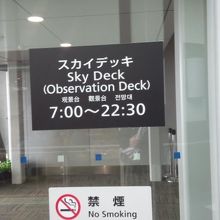 スカイデッキ
Sky Deck
(Observation Deck)
观景台 觀景台 전망대
7:00～22:30
禁煙
No Smoking